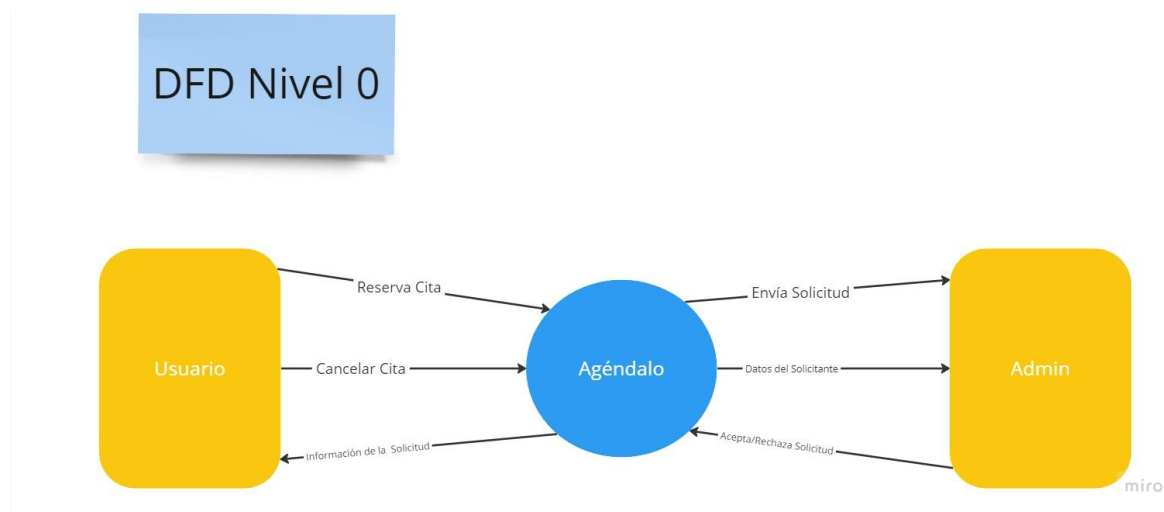 DFD Nivel 0
Reserva Cita
Envía Solicitud
Usuario
Cancelar Cita
Agéndalo
Datos del Solicitante
Admin
Información de la Solicitud
Acepta/Rechaza Solicitud
miro